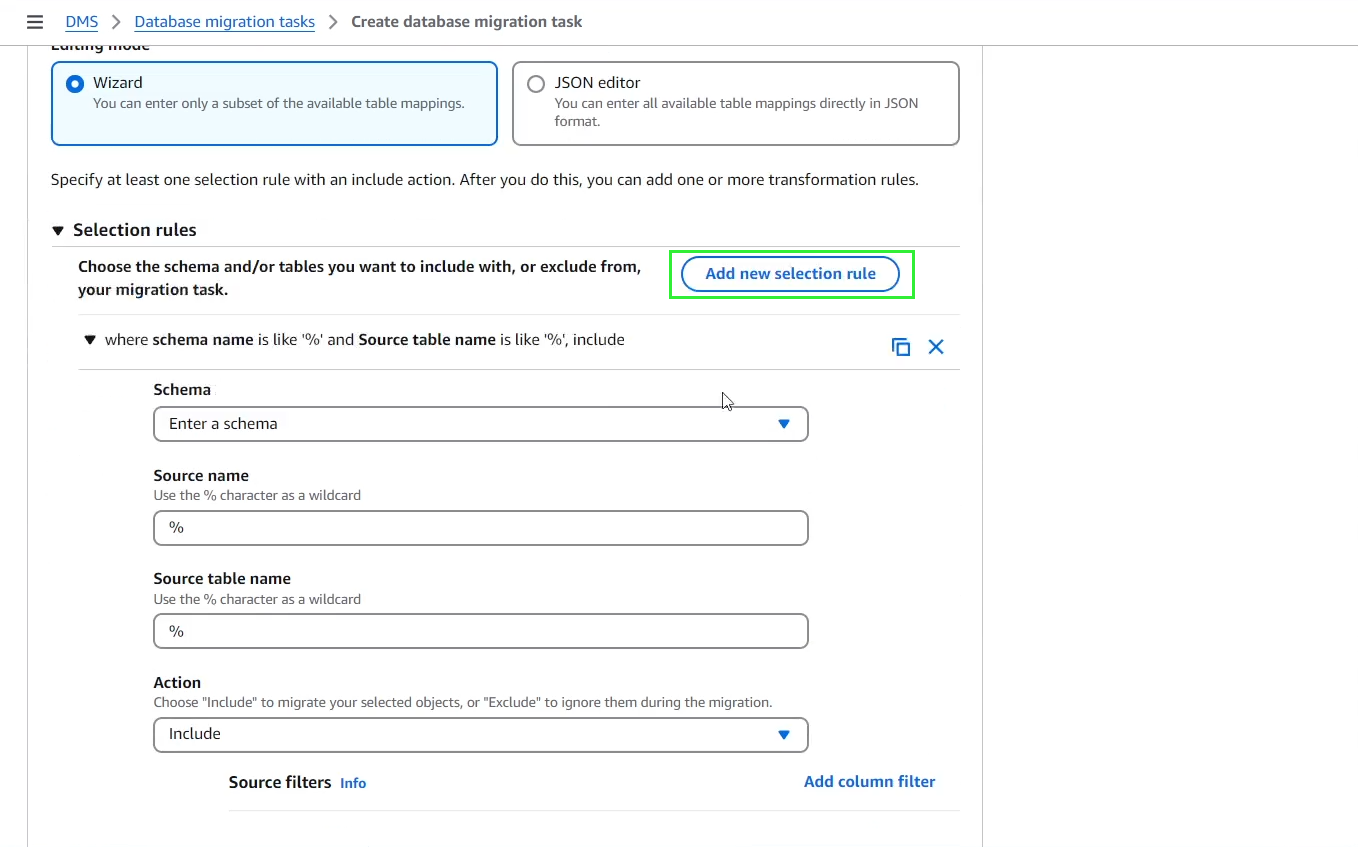 DMS > Database migration tasks > Create database migration task
Editing mode
Wizard
You can enter only a subset of the available table mappings.
JSON editor
You can enter all available table mappings directly in JSON
format.
Specify at least one selection rule with an include action. After you do this, you can add one or more transformation rules.
Selection rules
Choose the schema and/or tables you want to include with, or exclude from,
your migration task.
Add new selection rule
where schema name is like '%' and Source table name is like '%', include
Schema
Enter a schema
Source name
Use the % character as a wildcard
%
Source table name
Use the % character as a wildcard
%
Action
Choose "Include" to migrate your selected objects, or "Exclude" to ignore them during the migration.
Include
Source filters Info
Add column filter